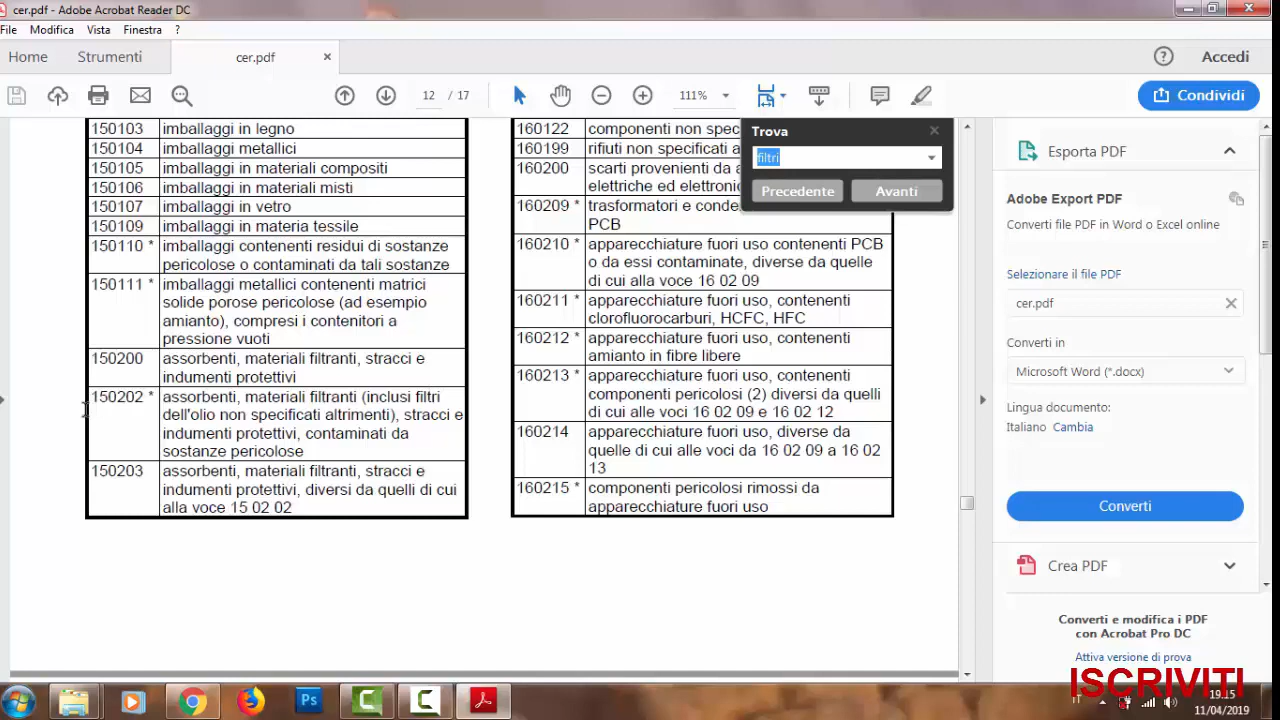 cer.pdf - Adobe Acrobat Reader DC
File Modifica Vista Finestra ?
Home Strumenti cer.pdf × ? Accedi
12 / 17 111% Condividi
150103 imballaggi in legno
150104 imballaggi metallici
150105 imballaggi in materiali compositi
150106 imballaggi in materiali misti
150107 imballaggi in vetro
150109 imballaggi in materia tessile
150110 * imballaggi contenenti residui di sostanze
pericolose o contaminati da tali sostanze
150111 * imballaggi metallici contenenti matrici
solide porose pericolose (ad esempio
amianto), compresi i contenitori a
pressione vuoti
150200 assorbenti, materiali filtranti, stracci e
indumenti protettivi
150202 * assorbenti, materiali filtranti (inclusi filtri
dell'olio non specificati altrimenti), stracci e
indumenti protettivi, contaminati da
sostanze pericolose
150203 assorbenti, materiali filtranti, stracci e
indumenti protettivi, diversi da quelli di cui
alla voce 15 02 02
160122 componenti non spec
160199 rifiuti non specificati a
160200 scarti provenienti da a
elettriche ed elettronic
160209 * trasformatori e conde
PCB
160210 * apparecchiature fuori uso contenenti PCB
o da essi contaminate, diverse da quelle
di cui alla voce 16 02 09
160211 * apparecchiature fuori uso, contenenti
clorofluorocarburi, HCFC, HFC
160212 * apparecchiature fuori uso, contenenti
amianto in fibre libere
160213 * apparecchiature fuori uso, contenenti
componenti pericolosi (2) diversi da quelli
di cui alle voci 16 02 09 e 16 02 12
160214 apparecchiature fuori uso, diverse da
quelle di cui alle voci da 16 02 09 a 16 02
13
160215 * componenti pericolosi rimossi da
apparecchiature fuori uso
Trova
filtri
Precedente Avanti
Esporta PDF
Adobe Export PDF
Converti file PDF in Word o Excel online
Selezionare il file PDF
cer.pdf
Converti in
Microsoft Word (*.docx)
Lingua documento:
Italiano Cambia
Converti
Crea PDF
Converti e modifica i PDF
con Acrobat Pro DC
Attiva versione di prova
ISCRIVITI
Ps IT 19.15
11/04/2019